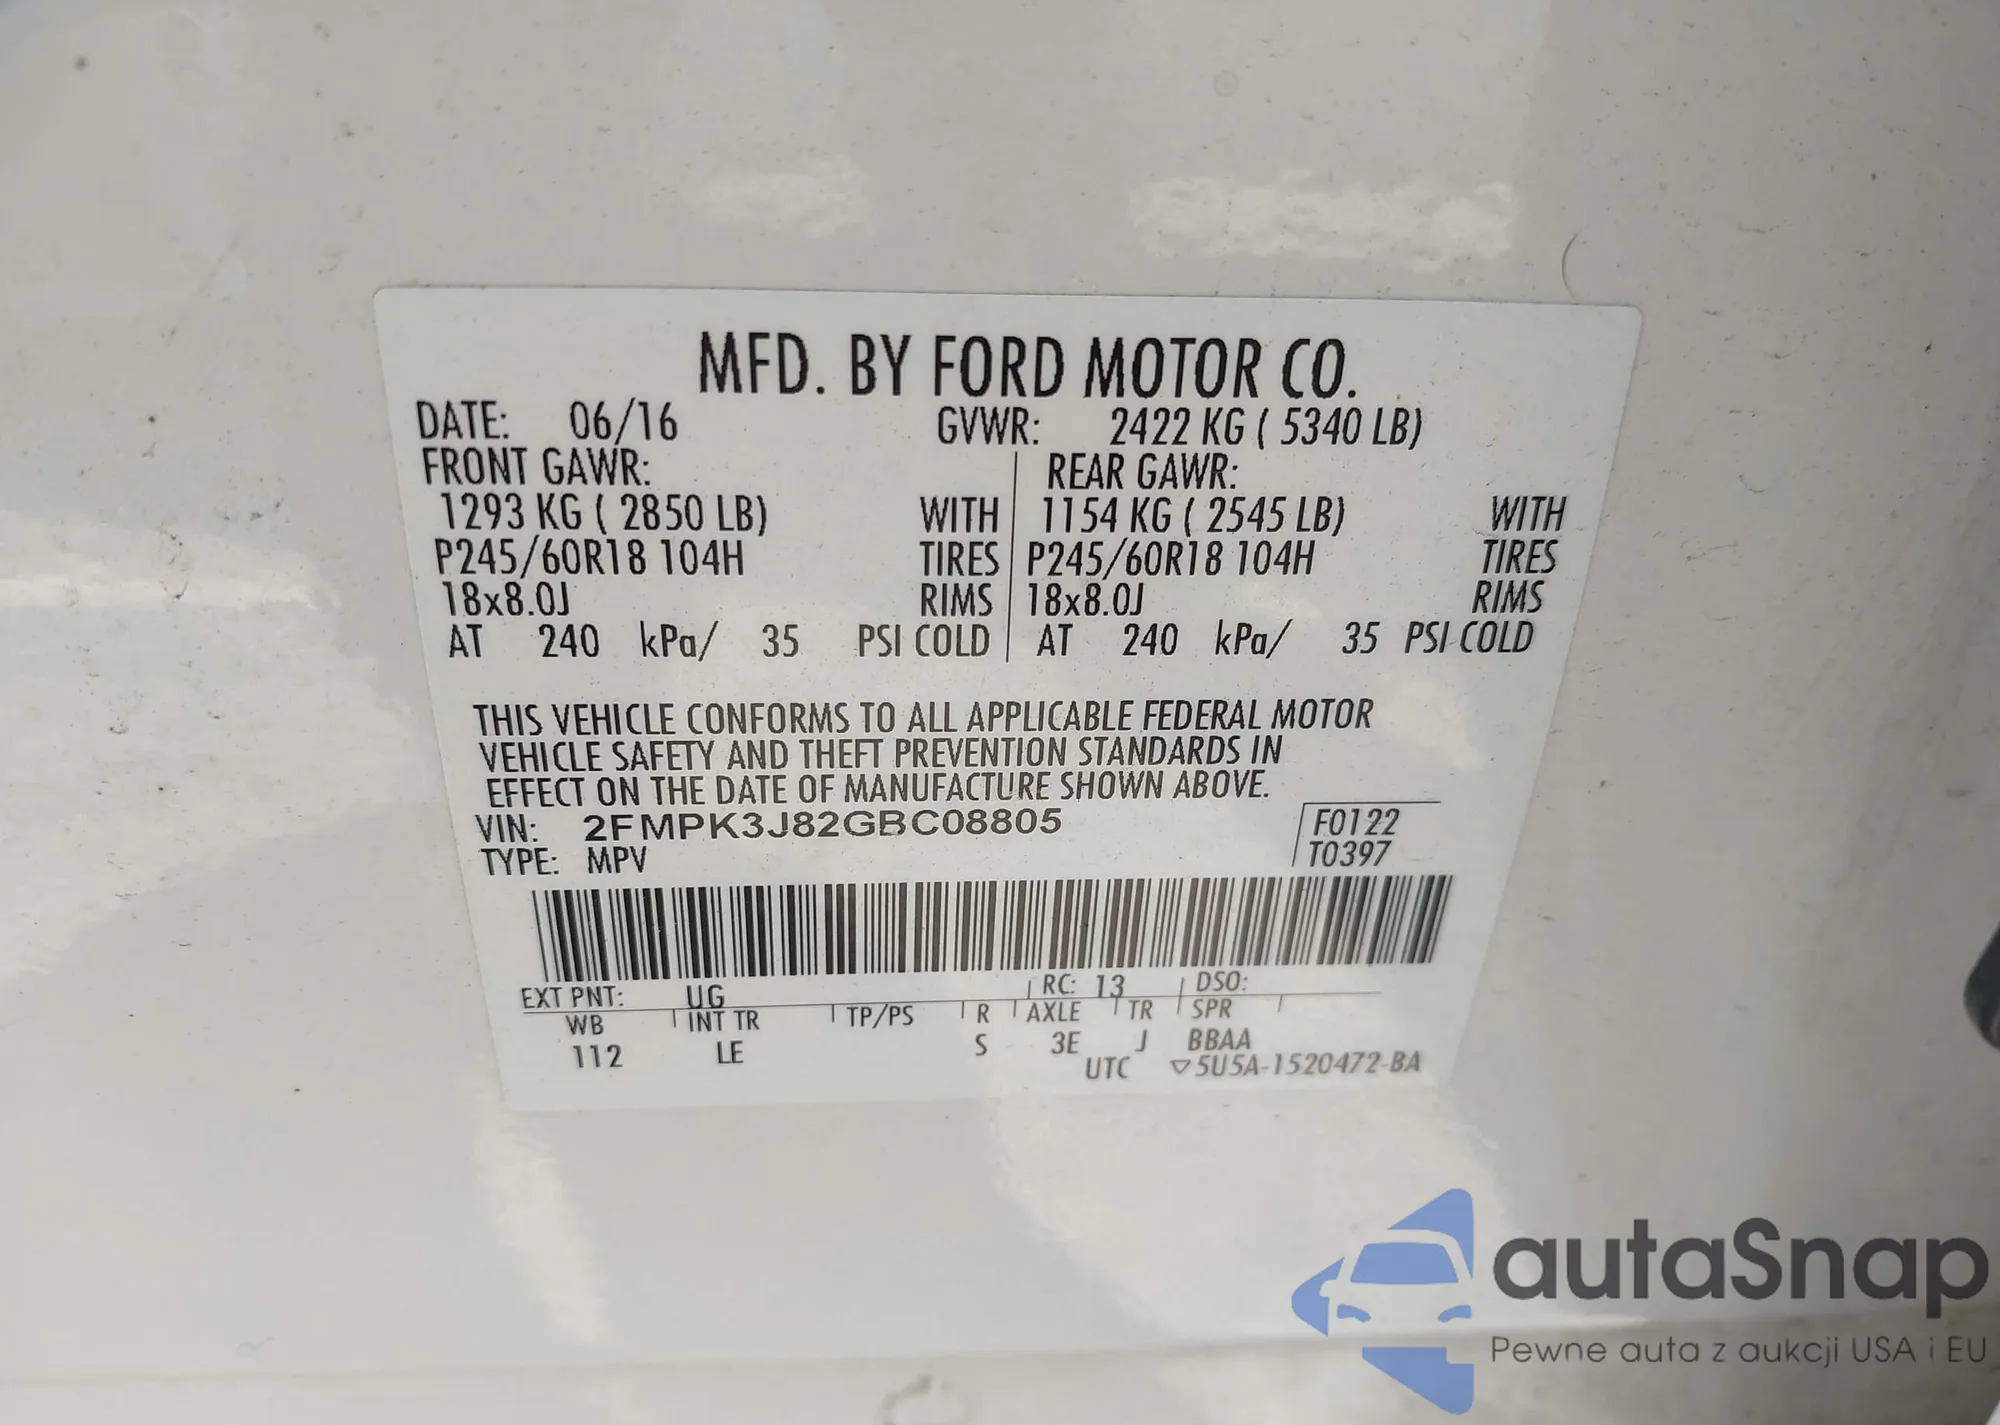 MFD. BY FORD MOTOR CO.
DATE: 06/16 GVWR: 2422 KG ( 5340 LB)
FRONT GAWR: REAR GAWR:
1293 KG ( 2850 LB) WITH 1154 KG ( 2545 LB) WITH
P245/60R18 104H TIRES P245/60R18 104H TIRES
18x8.0J RIMS 18x8.0J RIMS
AT 240 kPa/ 35 PSI COLD AT 240 kPa/ 35 PSI COLD
THIS VEHICLE CONFORMS TO ALL APPLICABLE FEDERAL MOTOR
VEHICLE SAFETY AND THEFT PREVENTION STANDARDS IN
EFFECT ON THE DATE OF MANUFACTURE SHOWN ABOVE.
VIN: 2FMPK3J82GBC08805 F0122
TYPE: MPV T0397
EXT PNT: UG RC: 13 DSO:
WB INT TR TP/PS R AXLE TR SPR
112 LE S 3E J BBAA
UTC ▽5U5A-1520472-BA
autaSnap
Pewne auta z aukcji USA i EU